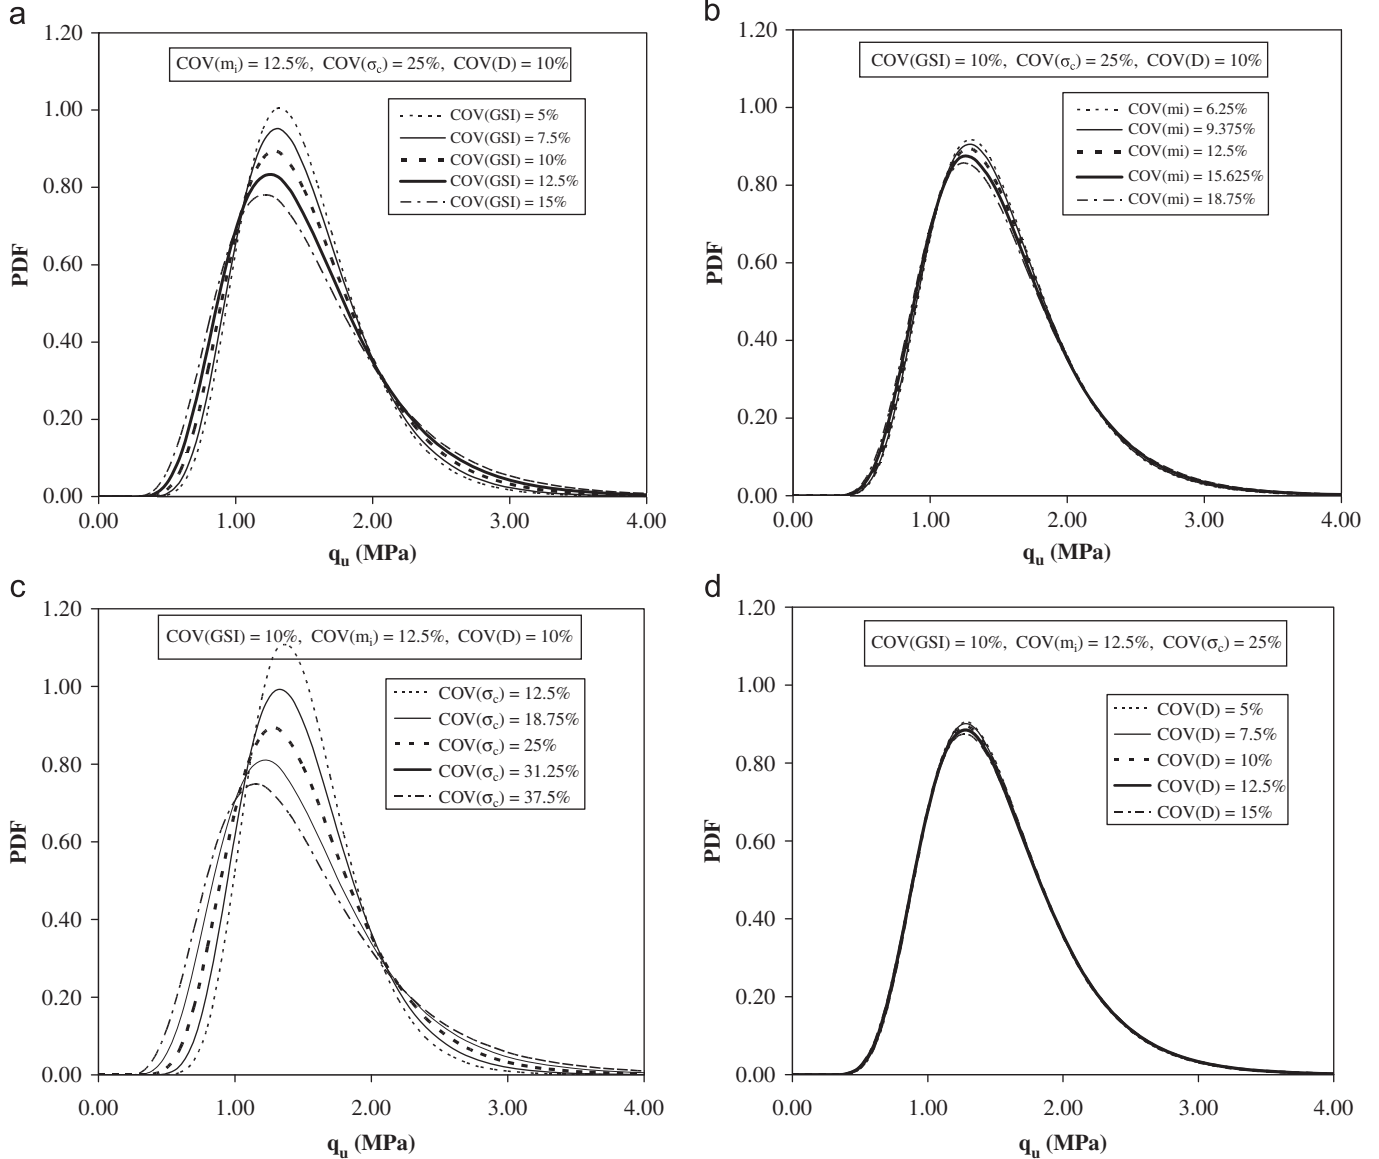 a
COV(mᵢ) = 12.5%, COV(σc) = 25%, COV(D) = 10%
COV(GSI) = 5%
COV(GSI) = 7.5%
COV(GSI) = 10%
COV(GSI) = 12.5%
COV(GSI) = 15%
1.20
1.00
0.80
0.60
0.40
0.20
0.00
PDF
0.00 1.00 2.00 3.00 4.00
qu (MPa)
b
COV(GSI) = 10%, COV(σc) = 25%, COV(D) = 10%
COV(mi) = 6.25%
COV(mi) = 9.375%
COV(mi) = 12.5%
COV(mi) = 15.625%
COV(mi) = 18.75%
1.20
1.00
0.80
0.60
0.40
0.20
0.00
PDF
0.00 1.00 2.00 3.00 4.00
qu (MPa)
c
COV(GSI) = 10%, COV(mᵢ) = 12.5%, COV(D) = 10%
COV(σc) = 12.5%
COV(σc) = 18.75%
COV(σc) = 25%
COV(σc) = 31.25%
COV(σc) = 37.5%
1.20
1.00
0.80
0.60
0.40
0.20
0.00
PDF
0.00 1.00 2.00 3.00 4.00
qu (MPa)
d
COV(GSI) = 10%, COV(mᵢ) = 12.5%, COV(σc) = 25%
COV(D) = 5%
COV(D) = 7.5%
COV(D) = 10%
COV(D) = 12.5%
COV(D) = 15%
1.20
1.00
0.80
0.60
0.40
0.20
0.00
PDF
0.00 1.00 2.00 3.00 4.00
qu (MPa)